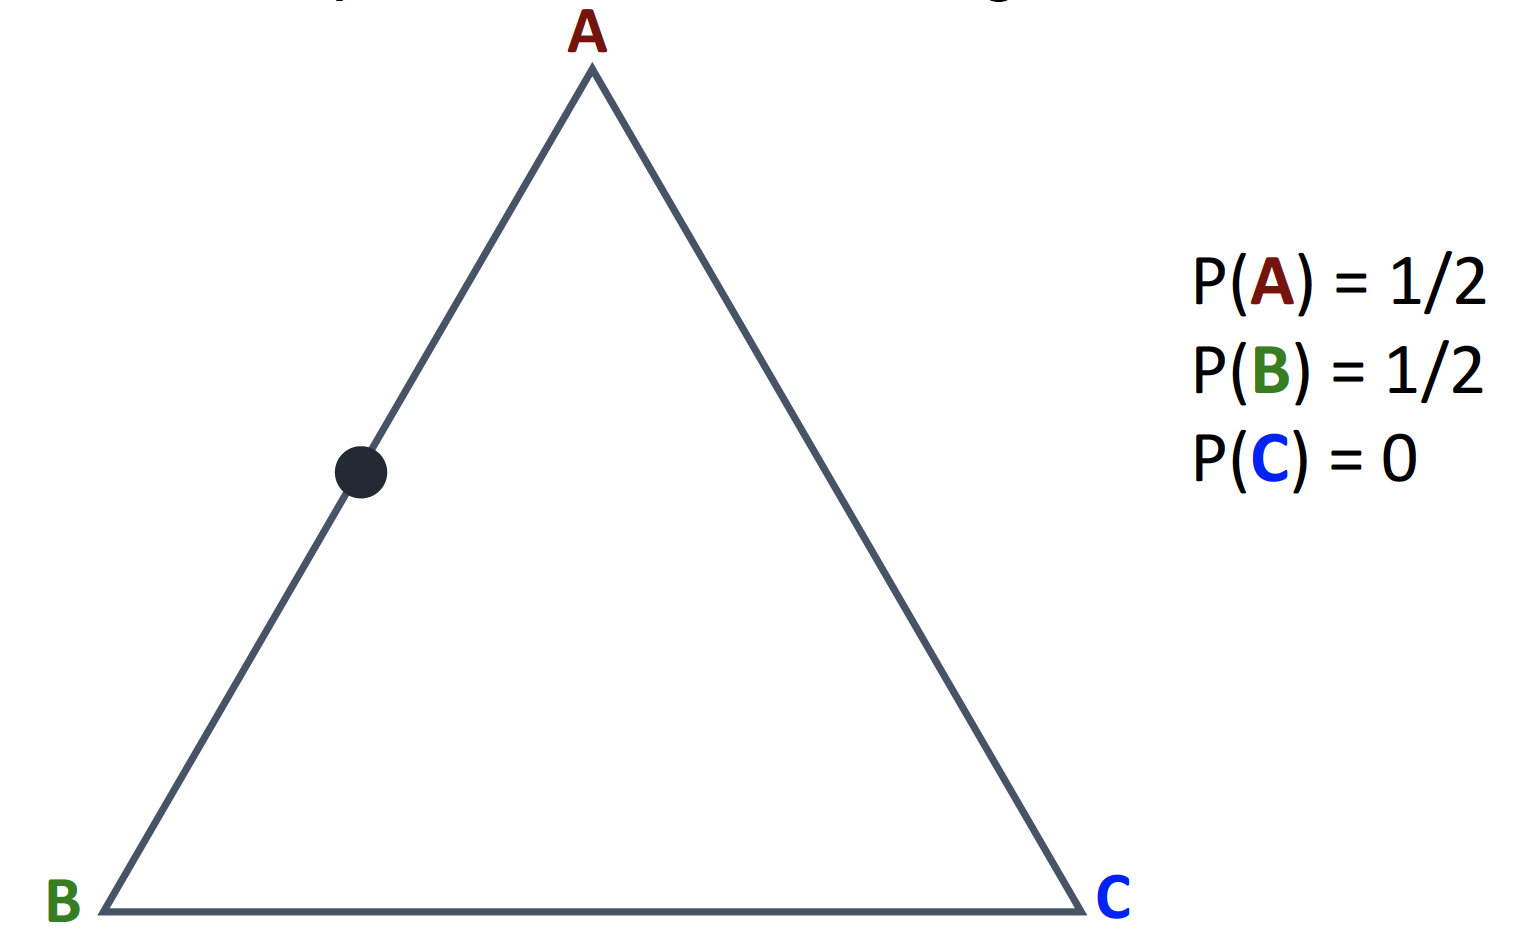 A
P(A) = 1/2
P(B) = 1/2
P(C) = 0
B
C